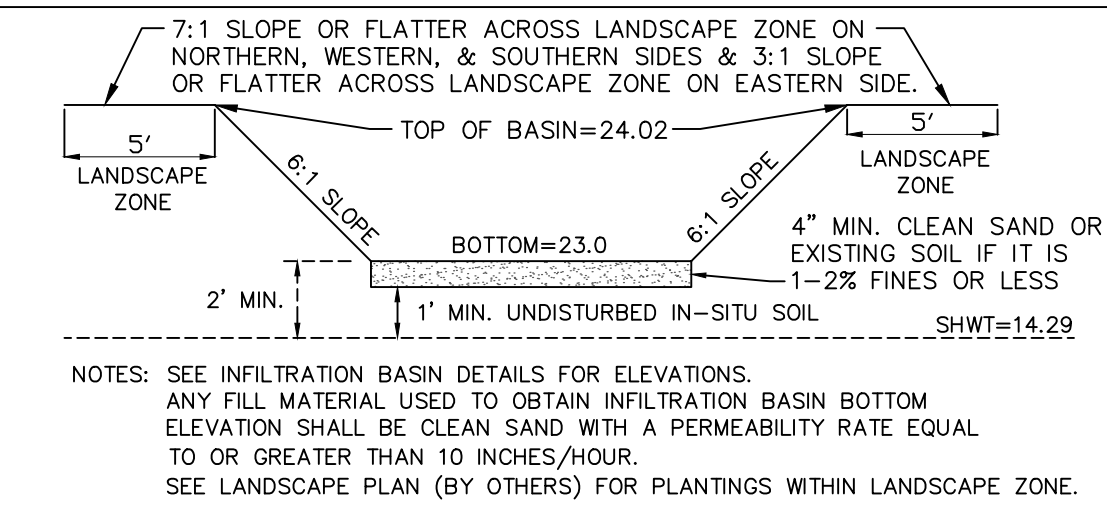 7:1 SLOPE OR FLATTER ACROSS LANDSCAPE ZONE ON
NORTHERN, WESTERN, & SOUTHERN SIDES & 3:1 SLOPE
OR FLATTER ACROSS LANDSCAPE ZONE ON EASTERN SIDE.
TOP OF BASIN=24.02
5'
LANDSCAPE
ZONE
5'
LANDSCAPE
ZONE
6:1 SLOPE
6:1 SLOPE
BOTTOM=23.0
4" MIN. CLEAN SAND OR
EXISTING SOIL IF IT IS
1-2% FINES OR LESS
2' MIN.
1' MIN. UNDISTURBED IN-SITU SOIL
SHWT=14.29
NOTES: SEE INFILTRATION BASIN DETAILS FOR ELEVATIONS.
ANY FILL MATERIAL USED TO OBTAIN INFILTRATION BASIN BOTTOM
ELEVATION SHALL BE CLEAN SAND WITH A PERMEABILITY RATE EQUAL
TO OR GREATER THAN 10 INCHES/HOUR.
SEE LANDSCAPE PLAN (BY OTHERS) FOR PLANTINGS WITHIN LANDSCAPE ZONE.